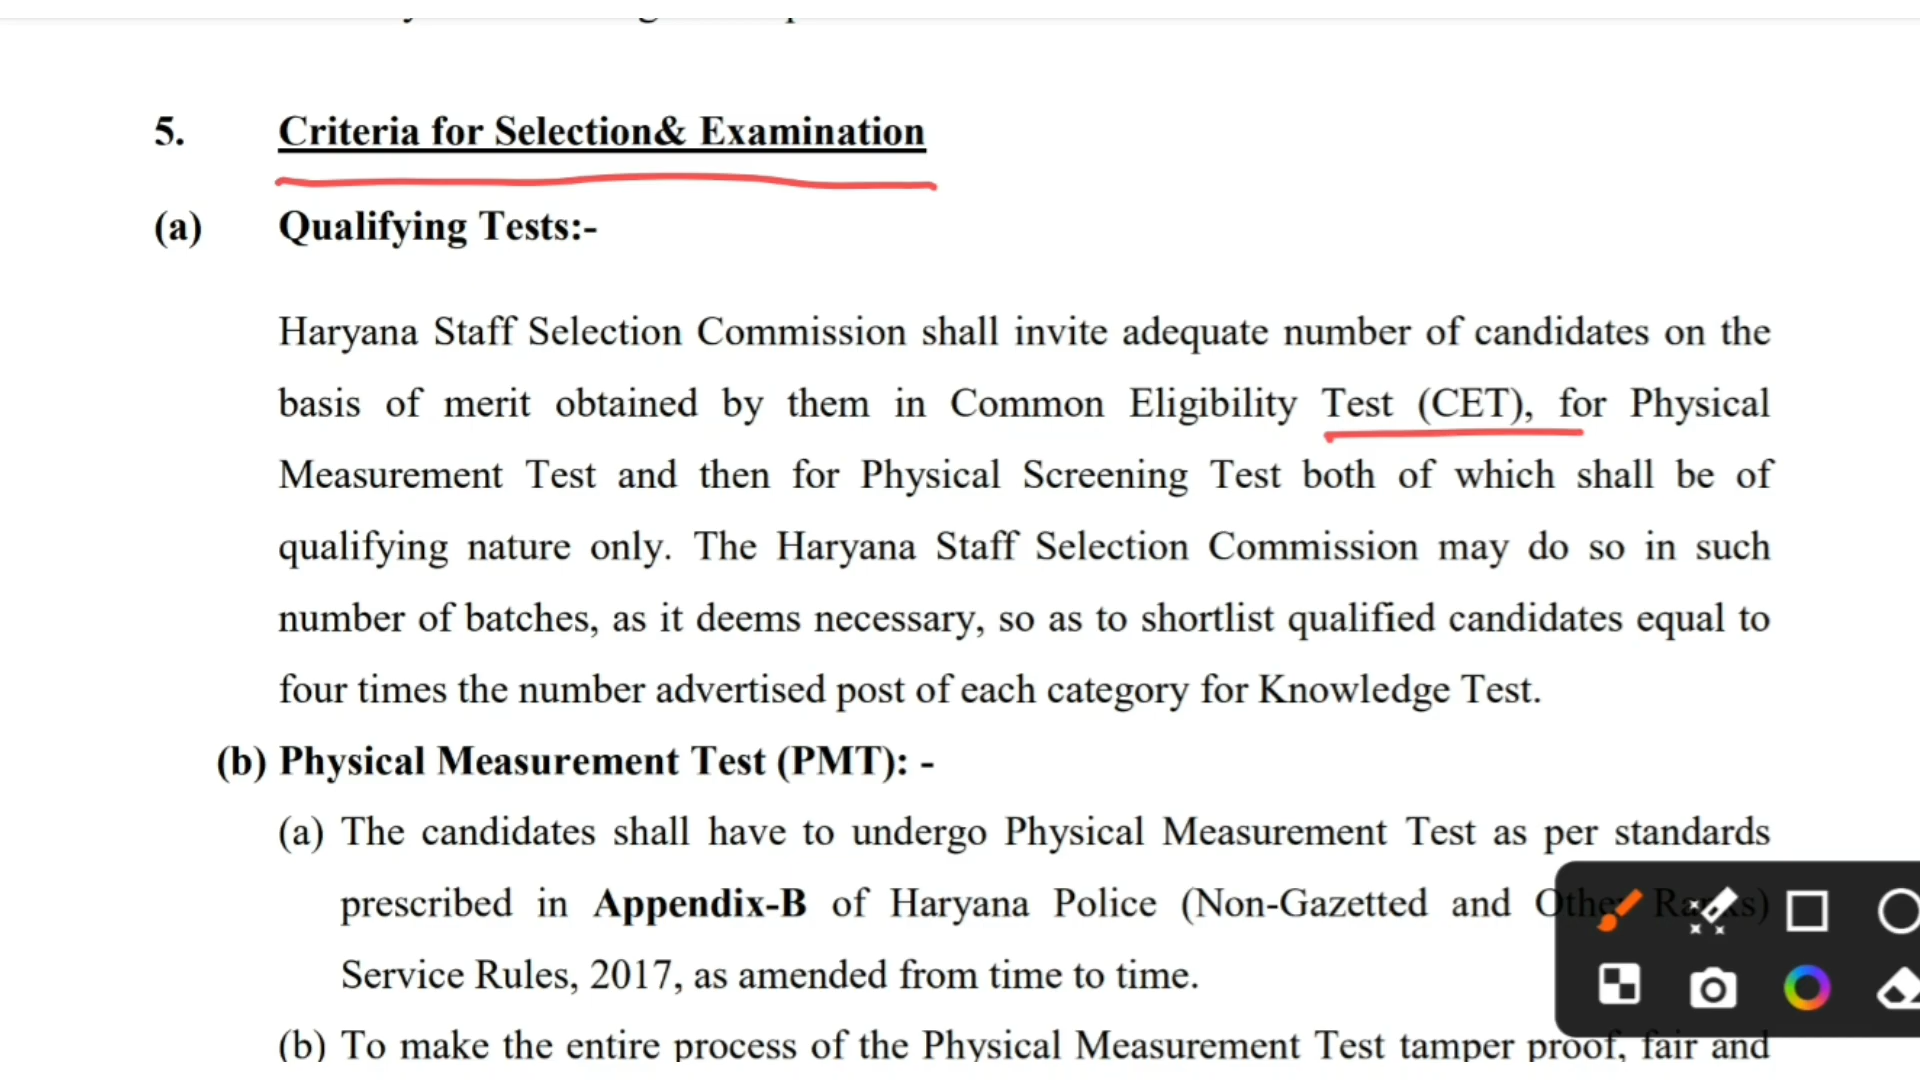 5. Criteria for Selection& Examination
(a) Qualifying Tests:-
Haryana Staff Selection Commission shall invite adequate number of candidates on the
basis of merit obtained by them in Common Eligibility Test (CET), for Physical
Measurement Test and then for Physical Screening Test both of which shall be of
qualifying nature only. The Haryana Staff Selection Commission may do so in such
number of batches, as it deems necessary, so as to shortlist qualified candidates equal to
four times the number advertised post of each category for Knowledge Test.
(b) Physical Measurement Test (PMT): -
(a) The candidates shall have to undergo Physical Measurement Test as per standards
prescribed in Appendix-B of Haryana Police (Non-Gazetted and Other Ranks)
Service Rules, 2017, as amended from time to time.
(b) To make the entire process of the Physical Measurement Test tamper proof, fair and